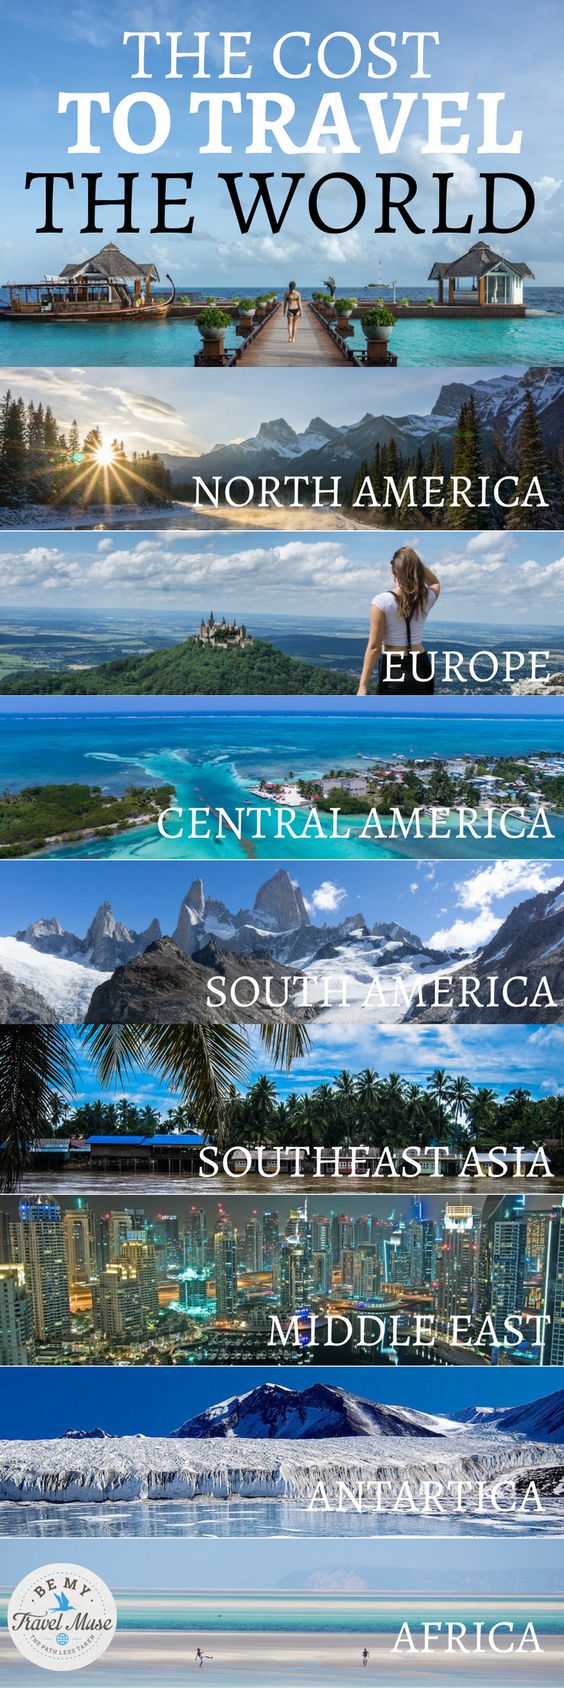 THE COST
TO TRAVEL
THE WORLD
NORTH AMERICA
EUROPE
CENTRAL AMERICA
SOUTH AMERICA
SOUTHEAST ASIA
MIDDLE EAST
ANTARTICA
BE MY
Travel Muse
THE PATH LESS TAKEN
AFRICA